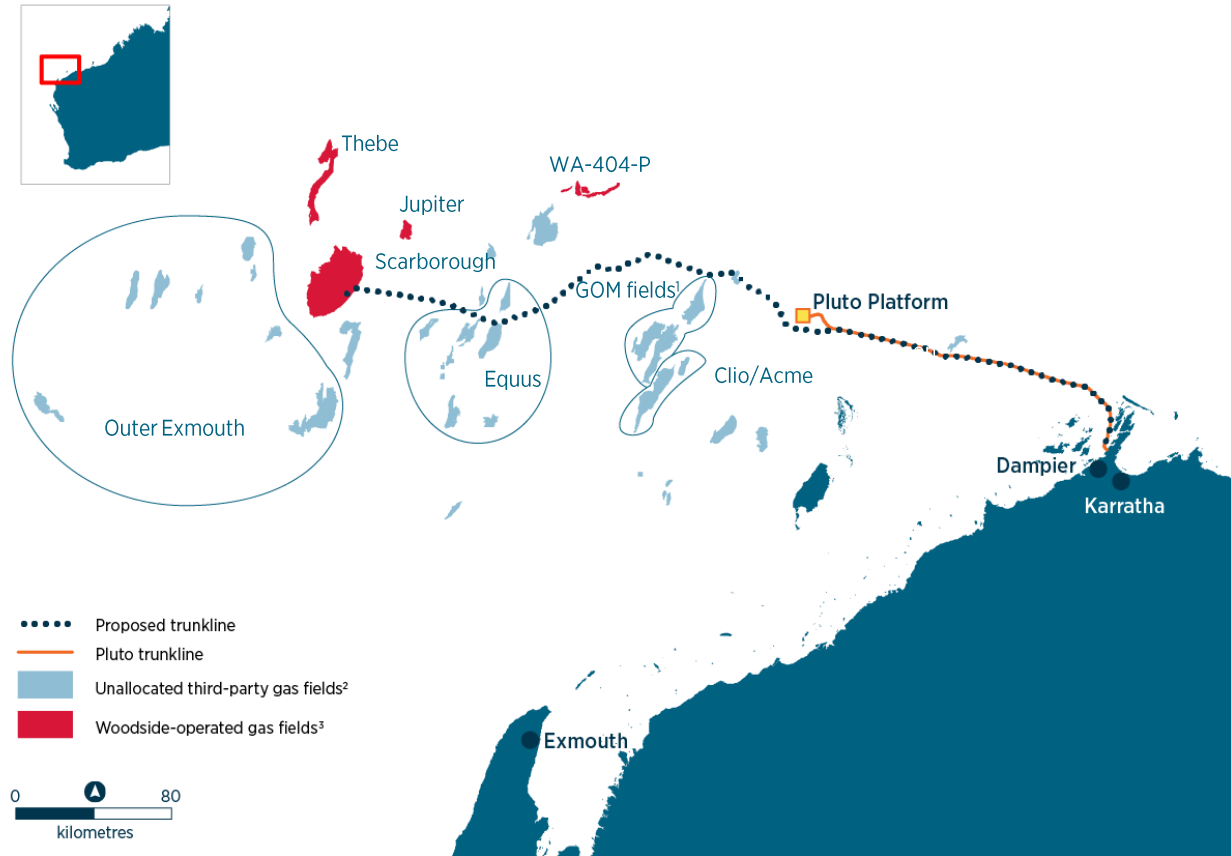 Thebe
WA-404-P
Jupiter
Scarborough
GOM fields¹
Pluto Platform
Equus
Clio/Acme
Outer Exmouth
Dampier
Karratha
Proposed trunkline
Pluto trunkline
Unallocated third-party gas fields²
Woodside-operated gas fields³
Exmouth
0 80
kilometres